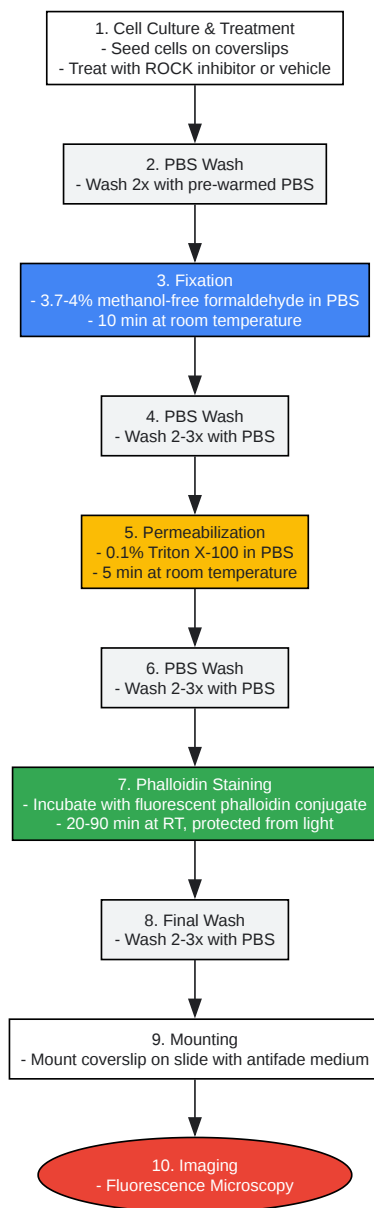 1. Cell Culture & Treatment
- Seed cells on coverslips
- Treat with ROCK inhibitor or vehicle
2. PBS Wash
- Wash 2x with pre-warmed PBS
3. Fixation
- 3.7-4% methanol-free formaldehyde in PBS
- 10 min at room temperature
4. PBS Wash
- Wash 2-3x with PBS
5. Permeabilization
- 0.1% Triton X-100 in PBS
- 5 min at room temperature
6. PBS Wash
- Wash 2-3x with PBS
7. Phalloidin Staining
- Incubate with fluorescent phalloidin conjugate
- 20-90 min at RT, protected from light
8. Final Wash
- Wash 2-3x with PBS
9. Mounting
- Mount coverslip on slide with antifade medium
10. Imaging
- Fluorescence Microscopy